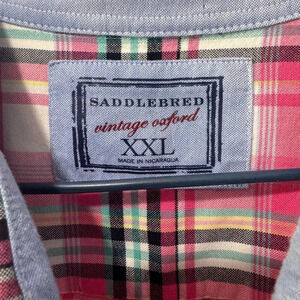 SADDLEBRED
vintage oxford
XXL
MADE IN NICARAGUA